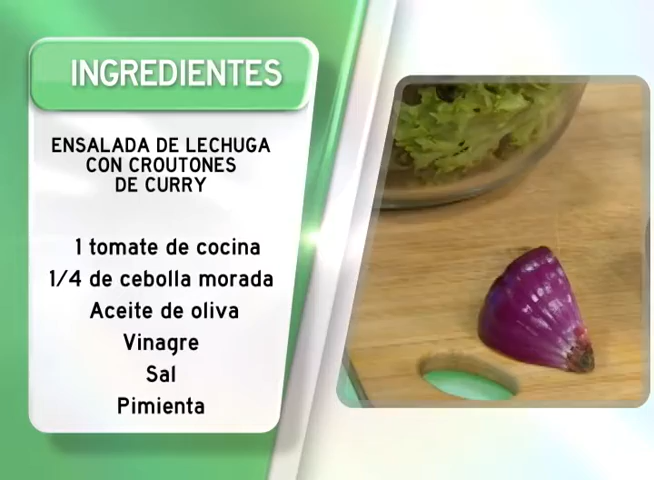 INGREDIENTES
ENSALADA DE LECHUGA
CON CROUTONES
DE CURRY
1 tomate de cocina
1/4 de cebolla morada
Aceite de oliva
Vinagre
Sal
Pimienta